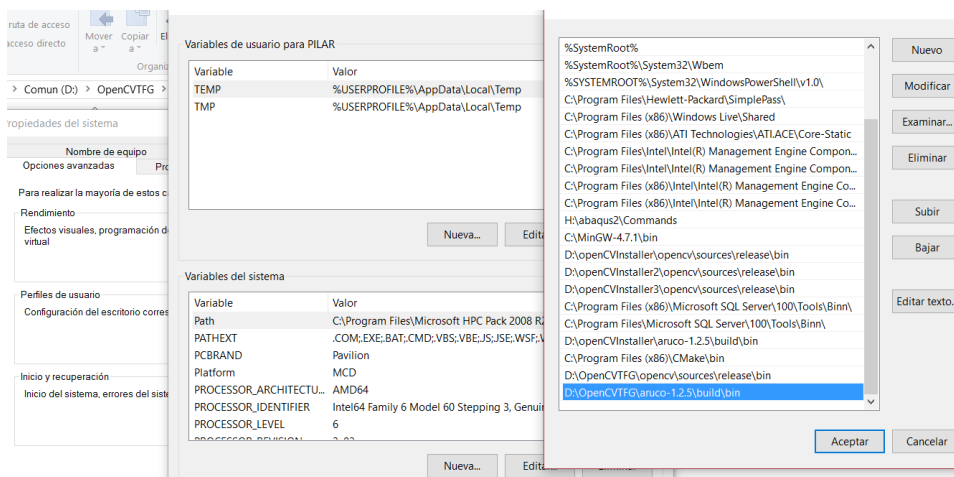 ruta de acceso
acceso directo
Mover a
Copiar a
El
Organiz
> Comun (D:) > OpenCVTFG >
ropiedades del sistema
Nombre de equipo
Opciones avanzadas
Pro
Para realizar la mayoría de estos c
Rendimiento
Efectos visuales, programación d
virtual
Perfiles de usuario
Configuración del escritorio corres
Inicio y recuperación
Inicio del sistema, errores del siste
Variables de usuario para PILAR
Variable Valor
TEMP %USERPROFILE%\AppData\Local\Temp
TMP %USERPROFILE%\AppData\Local\Temp
Nueva... Edita
Variables del sistema
Variable Valor
Path C:\Program Files\Microsoft HPC Pack 2008 R2
PATHEXT .COM;.EXE;.BAT;.CMD;.VBS;.VBE;.JS;.JSE;.WSF;.
PCBRAND Pavilion
Platform MCD
PROCESSOR_ARCHITECTU... AMD64
PROCESSOR_IDENTIFIER Intel64 Family 6 Model 60 Stepping 3, Genuin
PROCESSOR_LEVEL 6
Nueva... Edita
%SystemRoot%
%SystemRoot%\System32\Wbem
%SYSTEMROOT%\System32\WindowsPowerShell\v1.0\
C:\Program Files\Hewlett-Packard\SimplePass\
C:\Program Files (x86)\Windows Live\Shared
C:\Program Files (x86)\ATI Technologies\ATI.ACE\Core-Static
C:\Program Files\Intel\Intel(R) Management Engine Compon...
C:\Program Files\Intel\Intel(R) Management Engine Compon...
C:\Program Files (x86)\Intel\Intel(R) Management Engine Co...
C:\Program Files (x86)\Intel\Intel(R) Management Engine Co...
H:\abaqus2\Commands
C:\MinGW-4.7.1\bin
D:\openCVInstaller\opencv\sources\release\bin
D:\openCVInstaller2\opencv\sources\release\bin
D:\openCVInstaller3\opencv\sources\release\bin
C:\Program Files (x86)\Microsoft SQL Server\100\Tools\Binn\
C:\Program Files\Microsoft SQL Server\100\Tools\Binn\
D:\openCVInstaller\aruco-1.2.5\build\bin
C:\Program Files (x86)\CMake\bin
D:\OpenCVTFG\opencv\sources\release\bin
D:\OpenCVTFG\aruco-1.2.5\build\bin
Nuevo
Modificar
Examinar...
Eliminar
Subir
Bajar
Editar texto.
Aceptar Cancelar